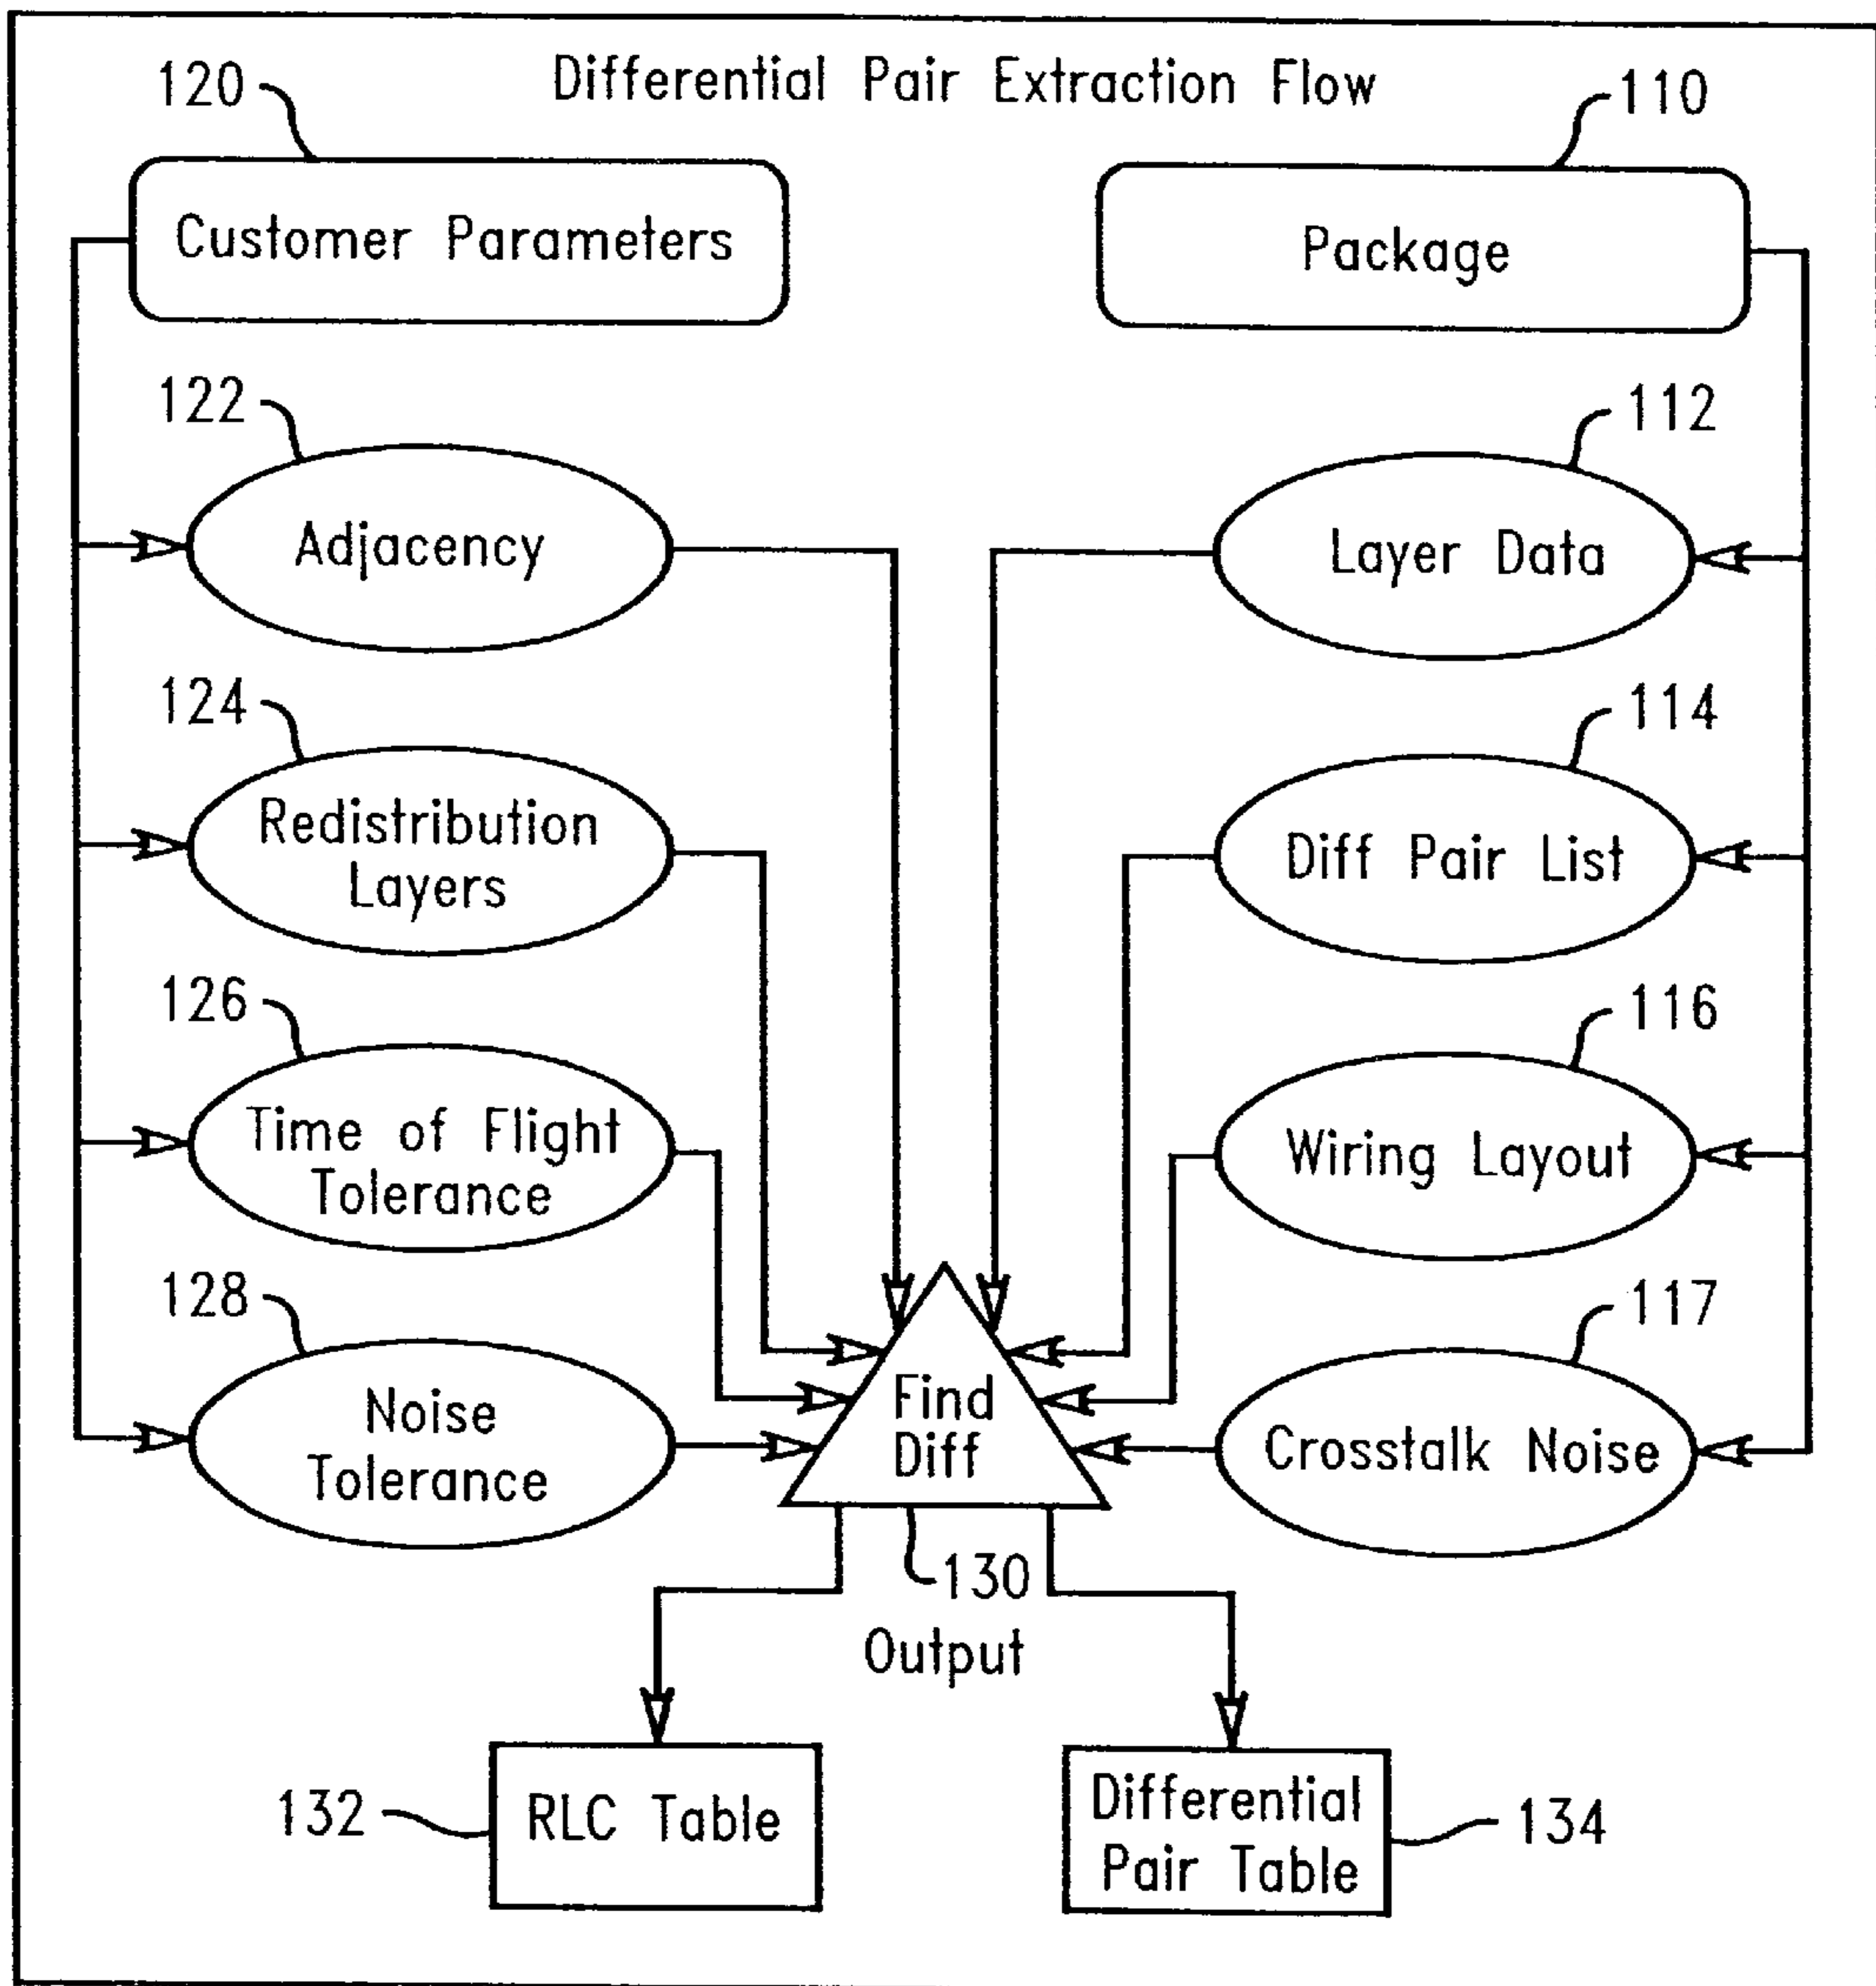 Differential Pair Extraction Flow
120
110
Customer Parameters
Package
122
112
Adjacency
Layer Data
124
114
Redistribution
Layers
Diff Pair List
126
116
Time of Flight
Tolerance
Wiring Layout
128
117
Noise
Tolerance
Find
Diff
Crosstalk Noise
130
Output
132
RLC Table
Differential
Pair Table
134